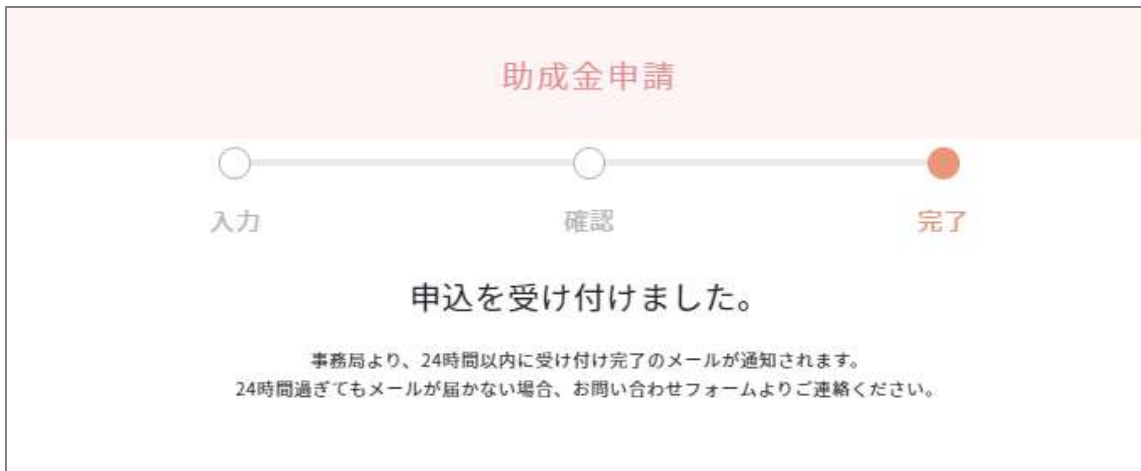 助成金申請
入力
確認
完了
申込を受け付けました。
事務局より、24時間以内に受け付け完了のメールが通知されます。
24時間過ぎてもメールが届かない場合、お問い合わせフォームよりご連絡ください。